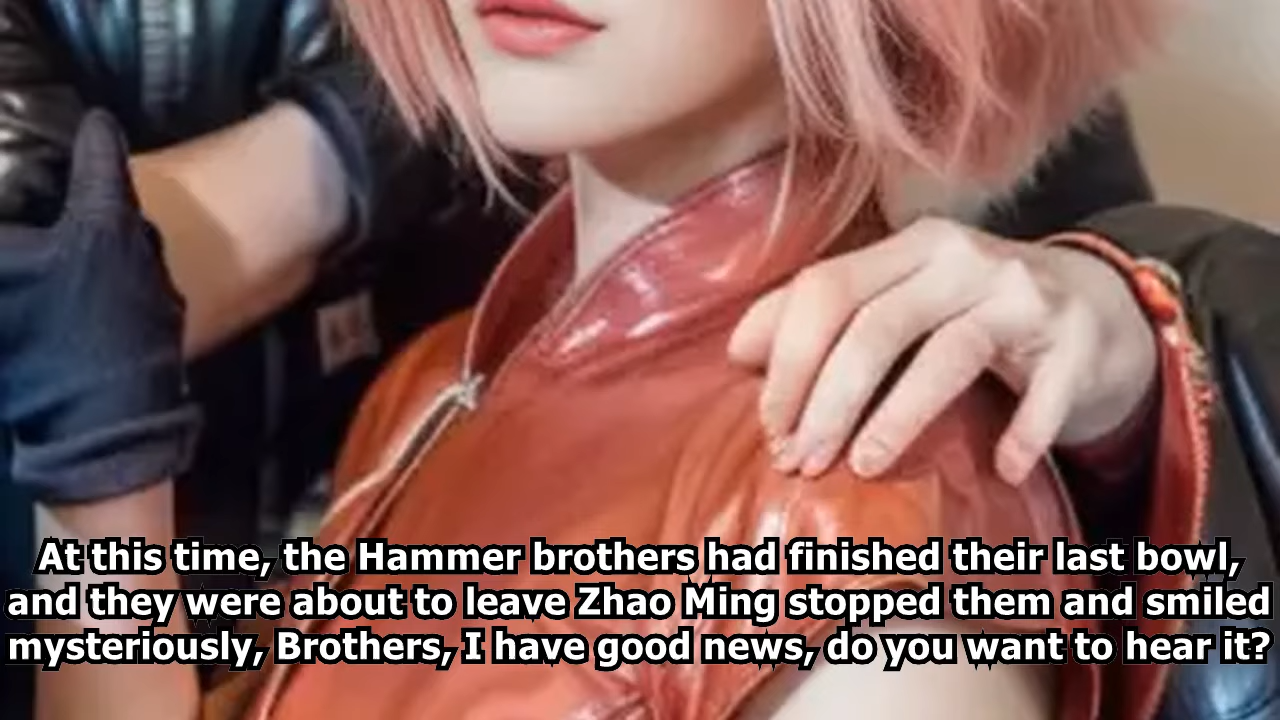 At this time, the Hammer brothers had finished their last bowl,
and they were about to leave Zhao Ming stopped them and smiled
mysteriously, Brothers, I have good news, do you want to hear it?